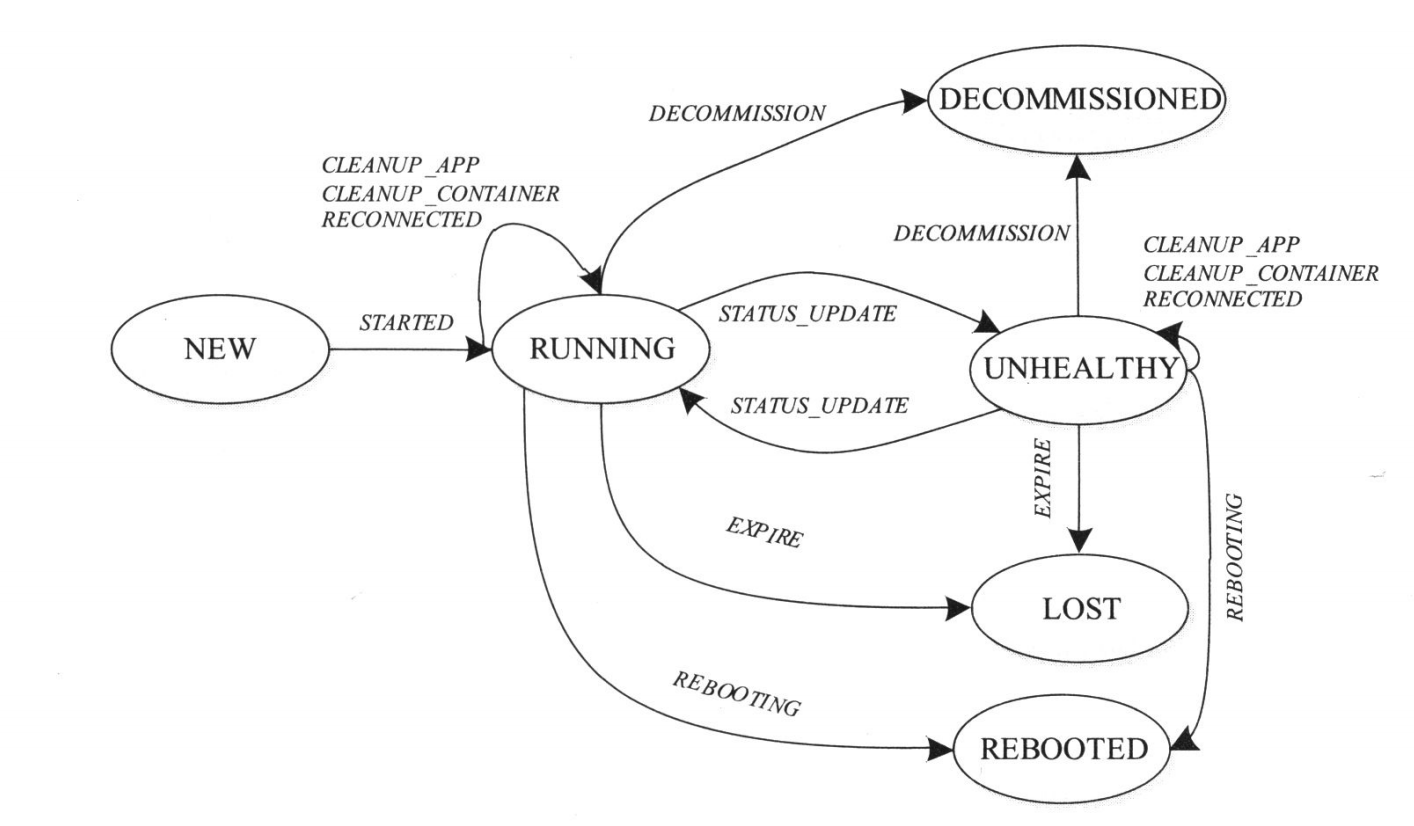 DECOMMISSIONED
DECOMMISSION
CLEANUP_APP
CLEANUP_CONTAINER
RECONNECTED
DECOMMISSION
CLEANUP_APP
CLEANUP_CONTAINER
RECONNECTED
STARTED
STATUS_UPDATE
NEW
RUNNING
UNHEALTHY
STATUS_UPDATE
EXPIRE
EXPIRE
REBOOTING
LOST
REBOOTING
REBOOTED